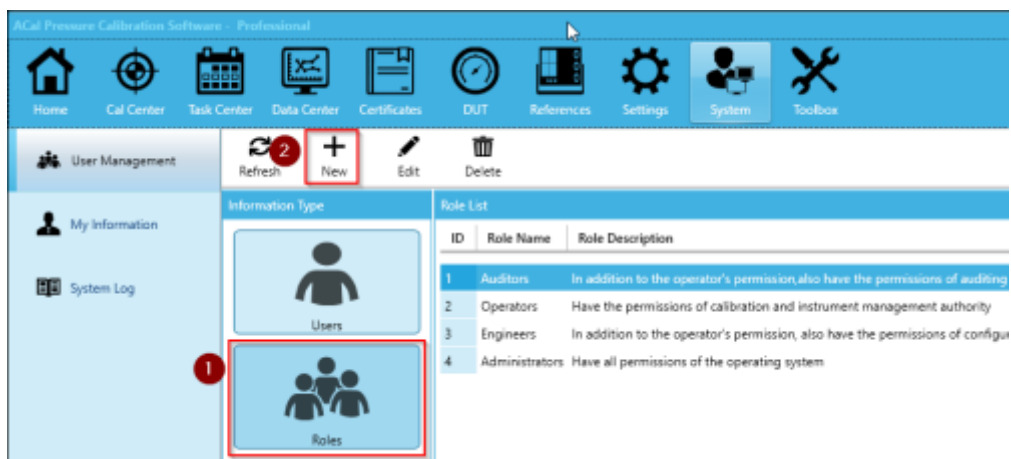 ACal Pressure Calibration Software - Professional
Home Cal Center Task Center Data Center Certificates DUT References Settings System Toolbox
User Management
My Information
System Log
2
Refresh New Edit Delete
Information Type
Users
1
Roles
Role List
ID Role Name Role Description
1 Auditors In addition to the operator's permission,also have the permissions of auditing
2 Operators Have the permissions of calibration and instrument management authority
3 Engineers In addition to the operator's permission, also have the permissions of configu
4 Administrators Have all permissions of the operating system